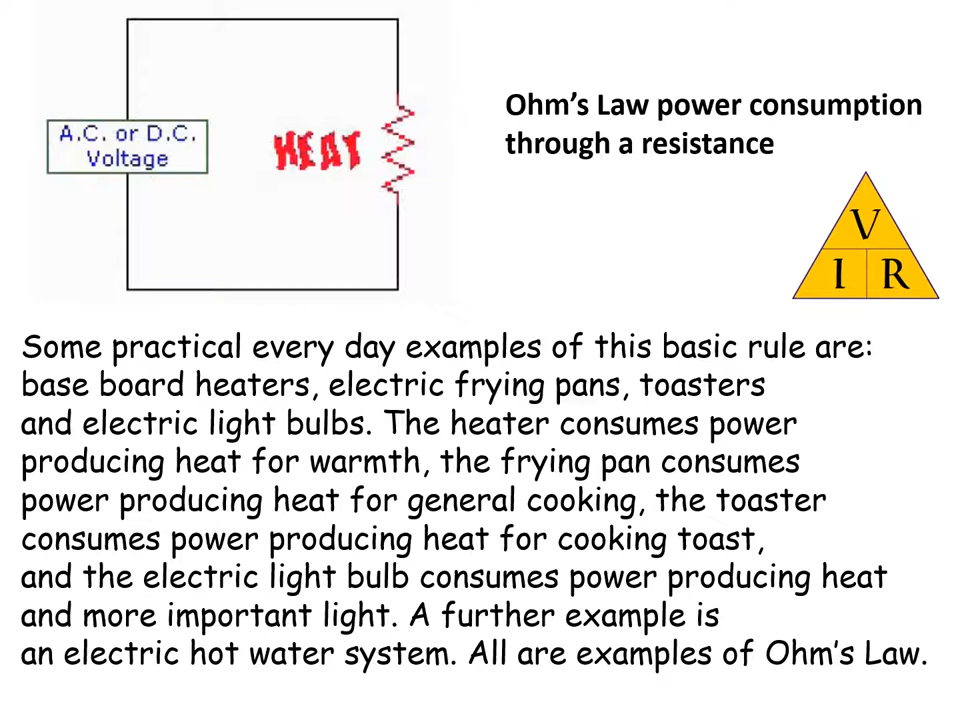 A.C. or D.C.
Voltage
HEAT
Ohm’s Law power consumption
through a resistance
V
I R
Some practical every day examples of this basic rule are:
base board heaters, electric frying pans, toasters
and electric light bulbs. The heater consumes power
producing heat for warmth, the frying pan consumes
power producing heat for general cooking, the toaster
consumes power producing heat for cooking toast,
and the electric light bulb consumes power producing heat
and more important light. A further example is
an electric hot water system. All are examples of Ohm’s Law.